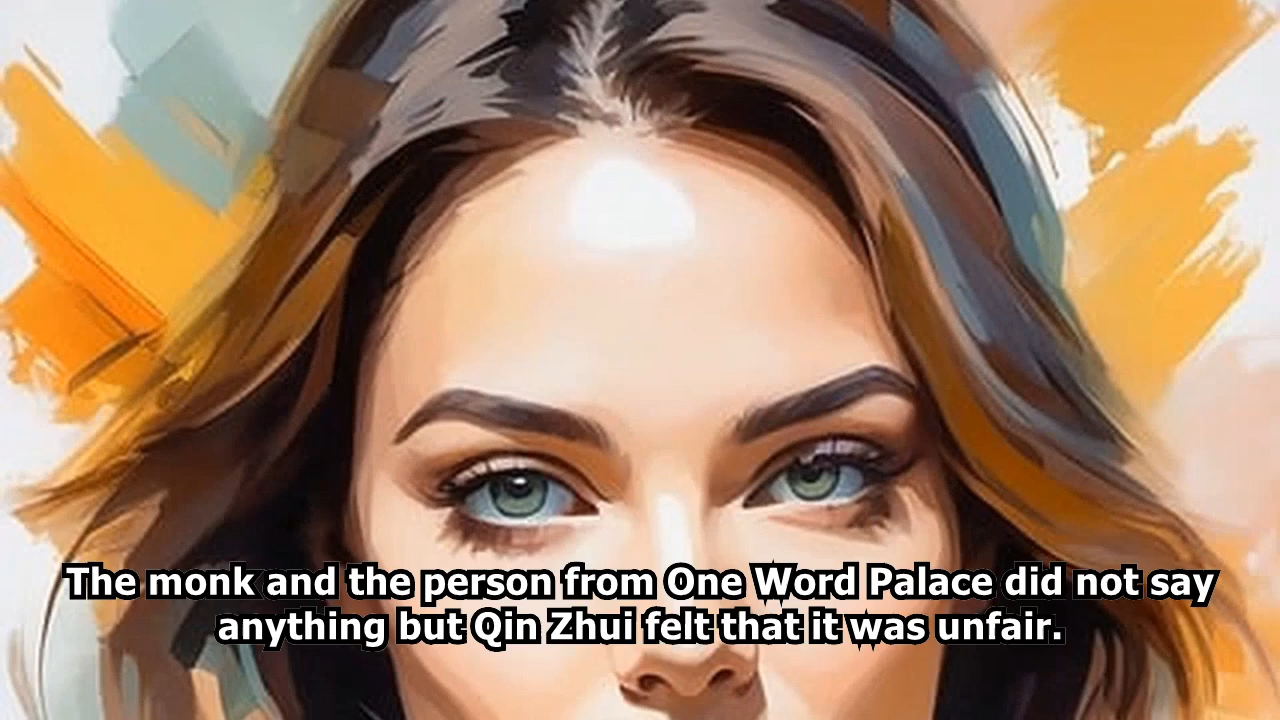 The monk and the person from One Word Palace did not say
anything but Qin Zhui felt that it was unfair.